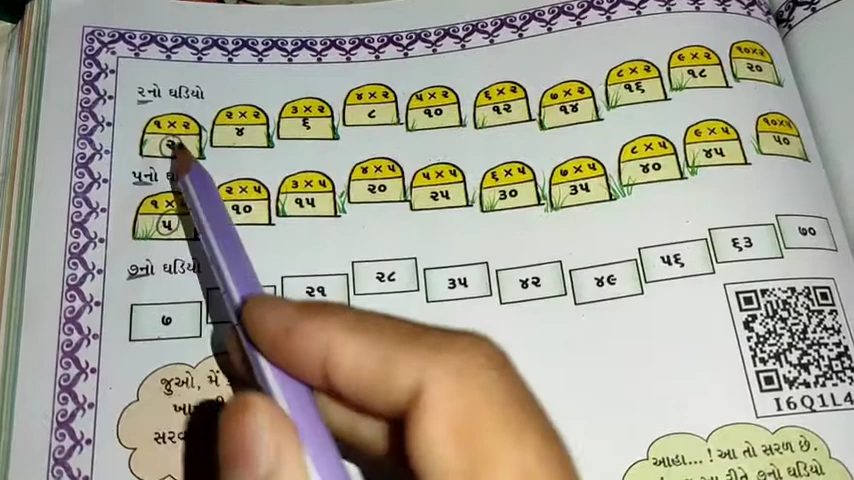 ૨નો ઘડિયો
૧ × ૨ ૨ × ૨ ૩ × ૨ ૪ × ૨ ૫ × ૨ ૬ × ૨ ૭ × ૨ ૮ × ૨ ૯ × ૨ ૧૦ × ૨
૨ ૪ ૬ ૮ ૧૦ ૧૨ ૧૪ ૧૬ ૧૮ ૨૦
૫નો
૧ × ૨ × ૫ ૩ × ૫ ૪ × ૫ ૫ × ૫ ૬ × ૫ ૭ × ૫ ૮ × ૫ ૯ × ૫ ૧૦ × ૫
૫ ૧૦ ૧૫ ૨૦ ૨૫ ૩૦ ૩૫ ૪૦ ૪૫ ૫૦
૭નો ઘડિયો
૭ ૨૧ ૨૮ ૩૫ ૪૨ ૪૯ ૫૬ ૬૩ ૭૦
જુઓ, મેં
સરવ
I6Q1L4
આહા...! આ તો સરળ છે.